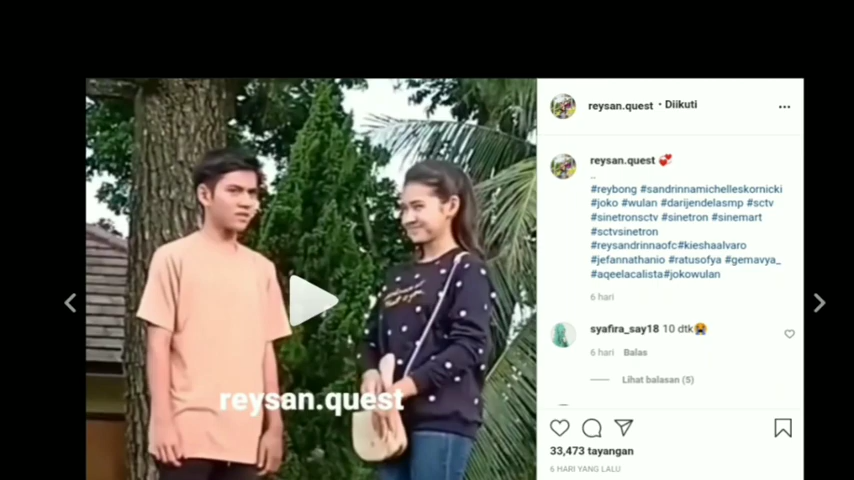 reysan.quest • Diikuti
reysan.quest 💞
..
#reybong #sandrinnamichelleskornicki
#joko #wulan #darijendelasmp #sctv
#sinetronsctv #sinetron #sinemart
#sctvsinetron
#reysandrinnaofc#kieshaalvaro
#jefannathanio #ratusofya #gemavya_
#aqeelacalista#jokowulan
6 hari
syafira_say18 10 dtk😭
6 hari Balas
Lihat balasan (5)
33,473 tayangan
6 HARI YANG LALU
reysan.quest